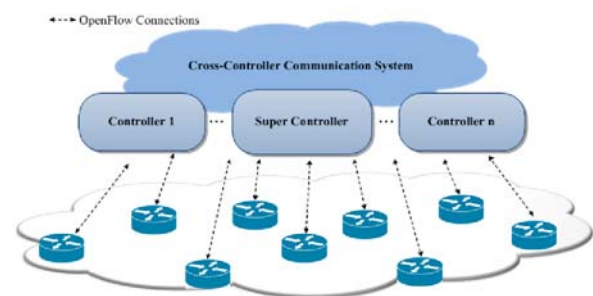 OpenFlow Connections
Cross-Controller Communication System
Controller 1 ... Super Controller ... Controller n